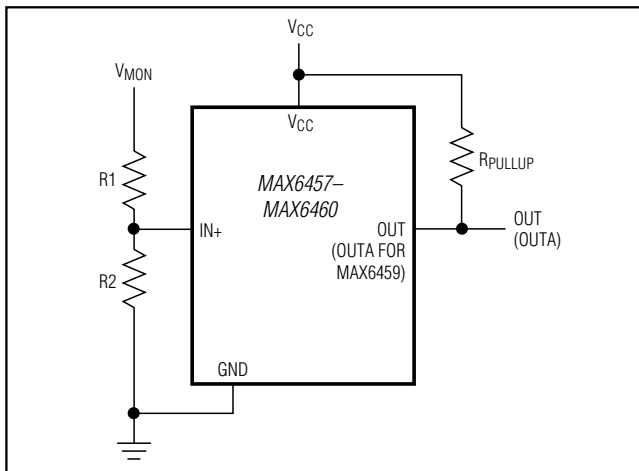 VCC
VMON
VCC
R1
MAX6457–
MAX6460
RPULLUP
IN+
OUT
(OUTA FOR
MAX6459)
OUT
(OUTA)
R2
GND